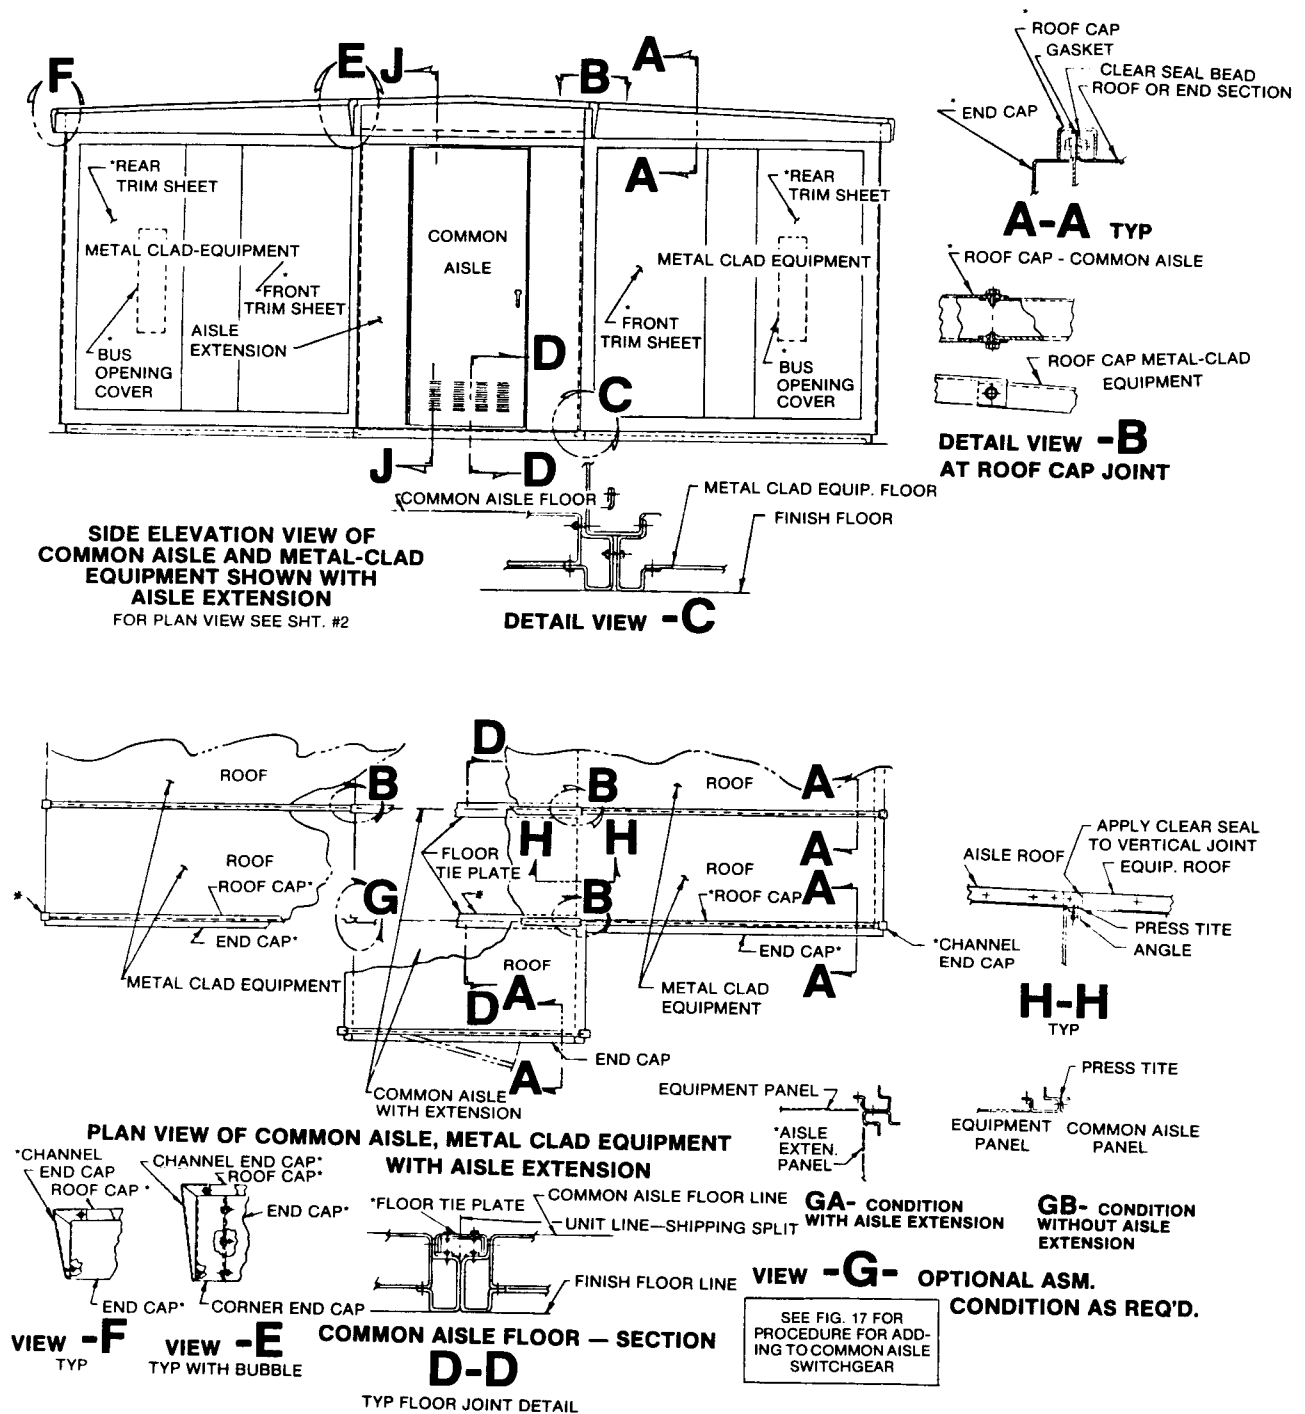 F
E
J
B
A
A
*REAR
TRIM SHEET
METAL CLAD-EQUIPMENT
*
FRONT
TRIM SHEET
*
BUS
OPENING
COVER
AISLE
EXTENSION
COMMON
AISLE
D
C
J
D
*REAR
TRIM SHEET
METAL CLAD EQUIPMENT
*
FRONT
TRIM SHEET
*
BUS
OPENING
COVER
*
ROOF CAP
GASKET
CLEAR SEAL BEAD
ROOF OR END SECTION
*END CAP
A-A TYP
*
ROOF CAP - COMMON AISLE
ROOF CAP METAL-CLAD
EQUIPMENT
DETAIL VIEW -B
AT ROOF CAP JOINT
COMMON AISLE FLOOR
METAL CLAD EQUIP. FLOOR
FINISH FLOOR
DETAIL VIEW -C
SIDE ELEVATION VIEW OF
COMMON AISLE AND METAL-CLAD
EQUIPMENT SHOWN WITH
AISLE EXTENSION
FOR PLAN VIEW SEE SHT. #2
ROOF
B
D
B
ROOF
A
H
H
A
FLOOR
TIE PLATE
ROOF
ROOF CAP*
*
END CAP*
G
*
B
ROOF
*ROOF CAP
A
END CAP*
A
*CHANNEL
END CAP
METAL CLAD EQUIPMENT
METAL CLAD
EQUIPMENT
ROOF
D
A
END CAP
A
COMMON AISLE
WITH EXTENSION
APPLY CLEAR SEAL
TO VERTICAL JOINT
AISLE ROOF
EQUIP. ROOF
PRESS TITE
ANGLE
H-H
TYP
PLAN VIEW OF COMMON AISLE, METAL CLAD EQUIPMENT
WITH AISLE EXTENSION
EQUIPMENT PANEL
*AISLE
EXTEN.
PANEL
GA- CONDITION
WITH AISLE EXTENSION
PRESS TITE
EQUIPMENT
PANEL
COMMON AISLE
PANEL
GB- CONDITION
WITHOUT AISLE
EXTENSION
VIEW -G- OPTIONAL ASM.
CONDITION AS REQ'D.
SEE FIG. 17 FOR
PROCEDURE FOR ADD-
ING TO COMMON AISLE
SWITCHGEAR
*CHANNEL
END CAP
ROOF CAP *
END CAP*
VIEW -F
TYP
CHANNEL END CAP*
ROOF CAP*
END CAP*
CORNER END CAP
VIEW -E
TYP WITH BUBBLE
*FLOOR TIE PLATE
COMMON AISLE FLOOR LINE
UNIT LINE—SHIPPING SPLIT
FINISH FLOOR LINE
COMMON AISLE FLOOR — SECTION
D-D
TYP FLOOR JOINT DETAIL